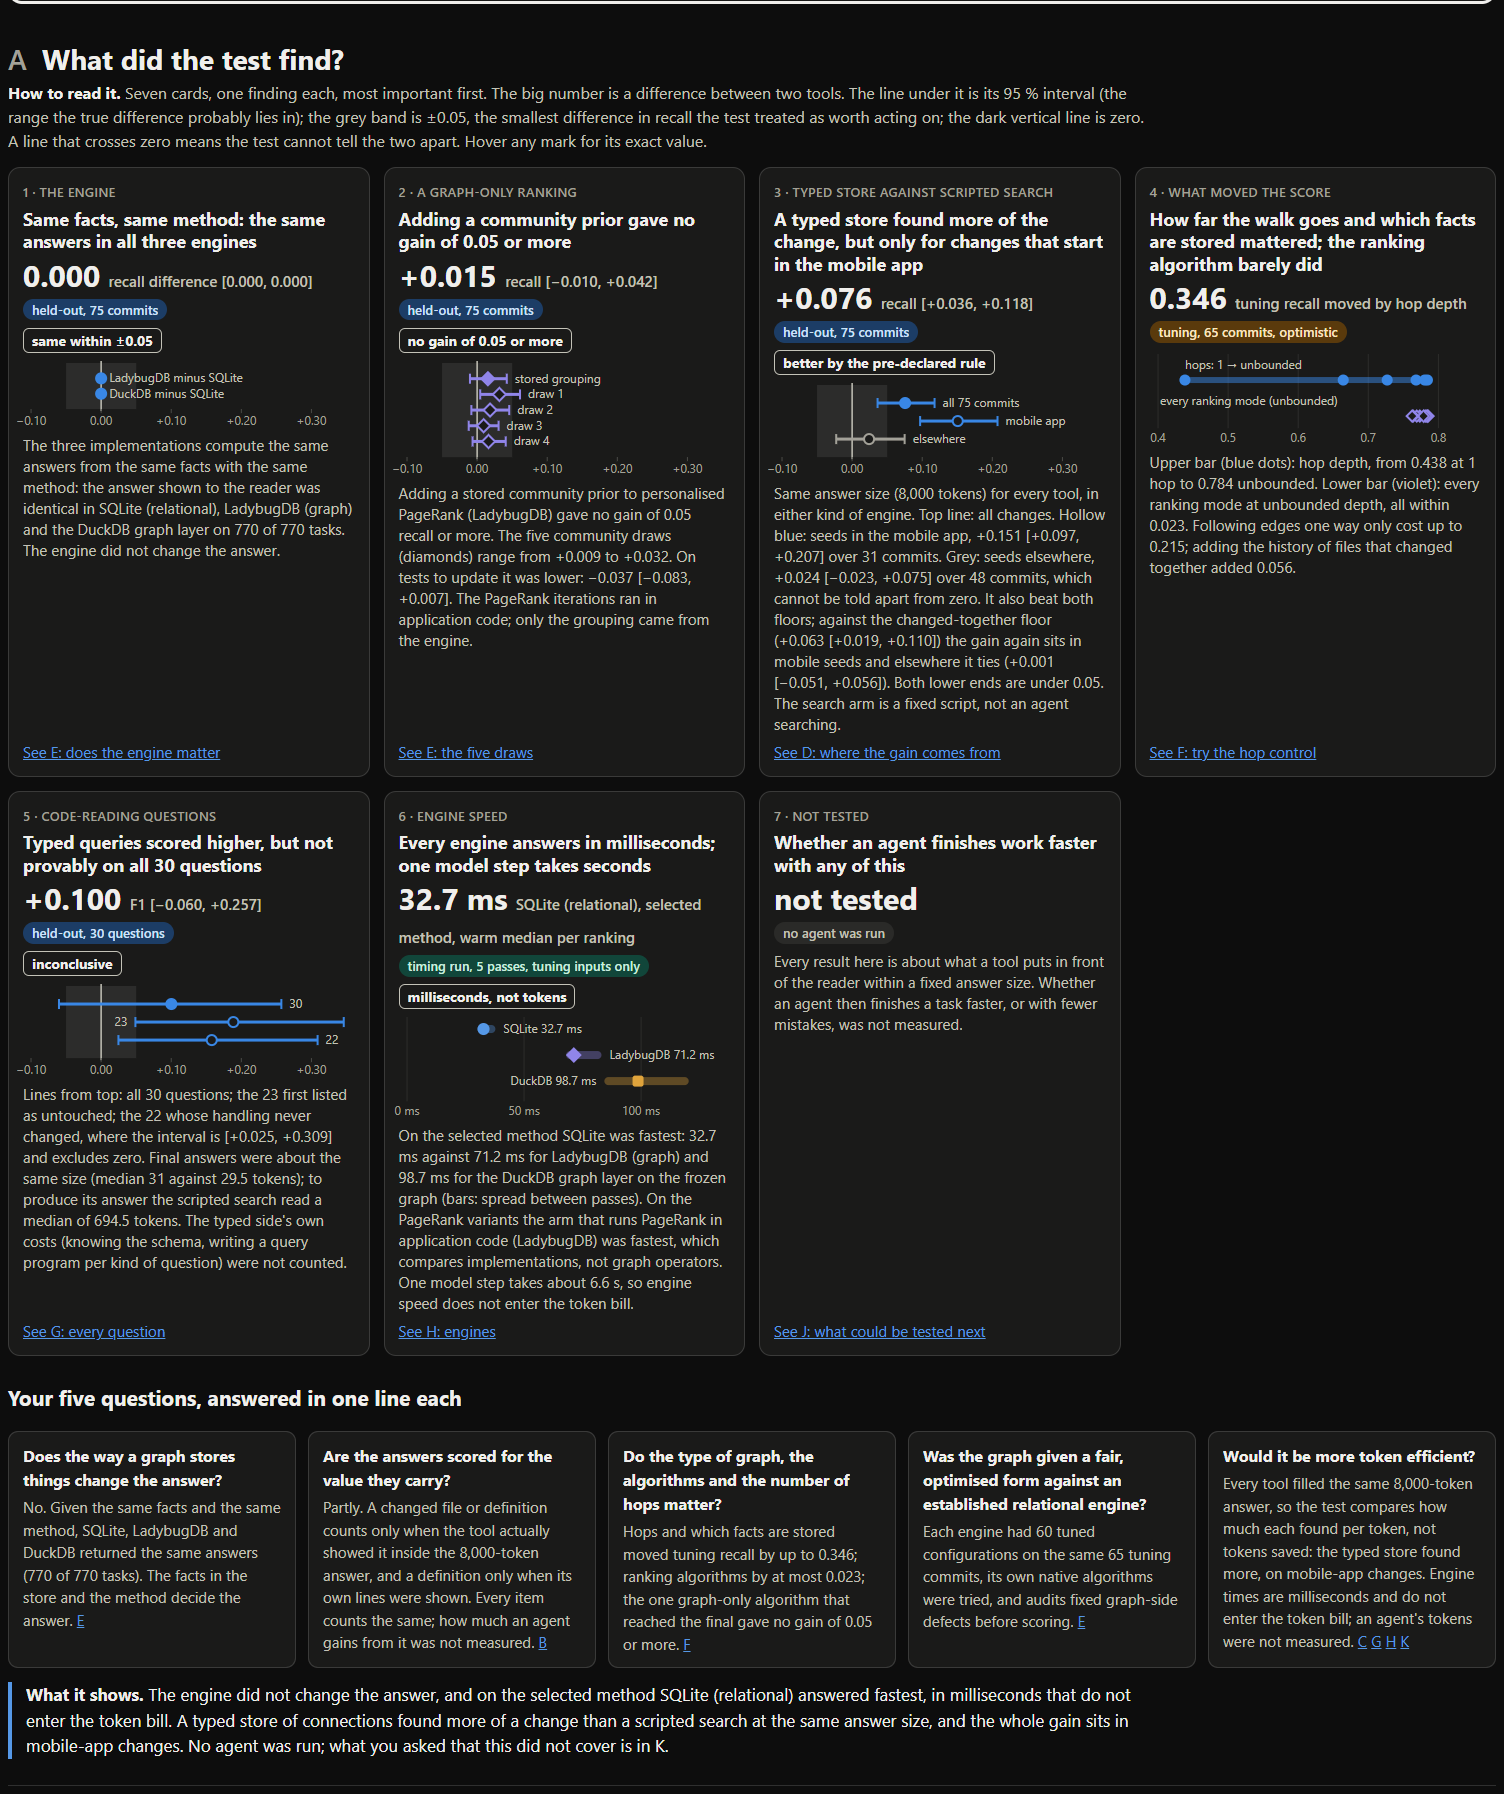 A What did the test find?
How to read it. Seven cards, one finding each, most important first. The big number is a difference between two tools. The line under it is its 95 % interval (the
range the true difference probably lies in); the grey band is ±0.05, the smallest difference in recall the test treated as worth acting on; the dark vertical line is zero.
A line that crosses zero means the test cannot tell the two apart. Hover any mark for its exact value.
1 · THE ENGINE
Same facts, same method: the same
answers in all three engines
0.000 recall difference [0.000, 0.000]
held-out, 75 commits
same within ±0.05
LadybugDB minus SQLite
DuckDB minus SQLite
−0.10 0.00 +0.10 +0.20 +0.30
The three implementations compute the same
answers from the same facts with the same
method: the answer shown to the reader was
identical in SQLite (relational), LadybugDB (graph)
and the DuckDB graph layer on 770 of 770 tasks.
The engine did not change the answer.
See E: does the engine matter
2 · A GRAPH-ONLY RANKING
Adding a community prior gave no
gain of 0.05 or more
+0.015 recall [−0.010, +0.042]
held-out, 75 commits
no gain of 0.05 or more
stored grouping
draw 1
draw 2
draw 3
draw 4
−0.10 0.00 +0.10 +0.20 +0.30
Adding a stored community prior to personalised
PageRank (LadybugDB) gave no gain of 0.05
recall or more. The five community draws
(diamonds) range from +0.009 to +0.032. On
tests to update it was lower: −0.037 [−0.083,
+0.007]. The PageRank iterations ran in
application code; only the grouping came from
the engine.
See E: the five draws
3 · TYPED STORE AGAINST SCRIPTED SEARCH
A typed store found more of the
change, but only for changes that start
in the mobile app
+0.076 recall [+0.036, +0.118]
held-out, 75 commits
better by the pre-declared rule
all 75 commits
mobile app
elsewhere
−0.10 0.00 +0.10 +0.20 +0.30
Same answer size (8,000 tokens) for every tool, in
either kind of engine. Top line: all changes. Hollow
blue: seeds in the mobile app, +0.151 [+0.097,
+0.207] over 31 commits. Grey: seeds elsewhere,
+0.024 [−0.023, +0.075] over 48 commits, which
cannot be told apart from zero. It also beat both
floors; against the changed-together floor
(+0.063 [+0.019, +0.110]) the gain again sits in
mobile seeds and elsewhere it ties (+0.001
[−0.051, +0.056]). Both lower ends are under 0.05.
The search arm is a fixed script, not an agent
searching.
See D: where the gain comes from
4 · WHAT MOVED THE SCORE
How far the walk goes and which facts
are stored mattered; the ranking
algorithm barely did
0.346 tuning recall moved by hop depth
tuning, 65 commits, optimistic
hops: 1 → unbounded
every ranking mode (unbounded)
0.4 0.5 0.6 0.7 0.8
Upper bar (blue dots): hop depth, from 0.438 at 1
hop to 0.784 unbounded. Lower bar (violet): every
ranking mode at unbounded depth, all within
0.023. Following edges one way only cost up to
0.215; adding the history of files that changed
together added 0.056.
See F: try the hop control
5 · CODE-READING QUESTIONS
Typed queries scored higher, but not
provably on all 30 questions
+0.100 F1 [−0.060, +0.257]
held-out, 30 questions
inconclusive
30
23
22
−0.10 0.00 +0.10 +0.20 +0.30
Lines from top: all 30 questions; the 23 first listed
as untouched; the 22 whose handling never
changed, where the interval is [+0.025, +0.309]
and excludes zero. Final answers were about the
same size (median 31 against 29.5 tokens); to
produce its answer the scripted search read a
median of 694.5 tokens. The typed side's own
costs (knowing the schema, writing a query
program per kind of question) were not counted.
See G: every question
6 · ENGINE SPEED
Every engine answers in milliseconds;
one model step takes seconds
32.7 ms SQLite (relational), selected
method, warm median per ranking
timing run, 5 passes, tuning inputs only
milliseconds, not tokens
SQLite 32.7 ms
LadybugDB 71.2 ms
DuckDB 98.7 ms
0 ms 50 ms 100 ms
On the selected method SQLite was fastest: 32.7
ms against 71.2 ms for LadybugDB (graph) and
98.7 ms for the DuckDB graph layer on the frozen
graph (bars: spread between passes). On the
PageRank variants the arm that runs PageRank in
application code (LadybugDB) was fastest, which
compares implementations, not graph operators.
One model step takes about 6.6 s, so engine
speed does not enter the token bill.
See H: engines
7 · NOT TESTED
Whether an agent finishes work faster
with any of this
not tested
no agent was run
Every result here is about what a tool puts in front
of the reader within a fixed answer size. Whether
an agent then finishes a task faster, or with fewer
mistakes, was not measured.
See J: what could be tested next
Your five questions, answered in one line each
Does the way a graph stores
things change the answer?
No. Given the same facts and the same
method, SQLite, LadybugDB and
DuckDB returned the same answers
(770 of 770 tasks). The facts in the
store and the method decide the
answer. E
Are the answers scored for the
value they carry?
Partly. A changed file or definition
counts only when the tool actually
showed it inside the 8,000-token
answer, and a definition only when its
own lines were shown. Every item
counts the same; how much an agent
gains from it was not measured. B
Do the type of graph, the
algorithms and the number of
hops matter?
Hops and which facts are stored
moved tuning recall by up to 0.346;
ranking algorithms by at most 0.023;
the one graph-only algorithm that
reached the final gave no gain of 0.05
or more. F
Was the graph given a fair,
optimised form against an
established relational engine?
Each engine had 60 tuned
configurations on the same 65 tuning
commits, its own native algorithms
were tried, and audits fixed graph-side
defects before scoring. E
Would it be more token efficient?
Every tool filled the same 8,000-token
answer, so the test compares how
much each found per token, not
tokens saved: the typed store found
more, on mobile-app changes. Engine
times are milliseconds and do not
enter the token bill; an agent's tokens
were not measured. C G H K
What it shows. The engine did not change the answer, and on the selected method SQLite (relational) answered fastest, in milliseconds that do not
enter the token bill. A typed store of connections found more of a change than a scripted search at the same answer size, and the whole gain sits in
mobile-app changes. No agent was run; what you asked that this did not cover is in K.